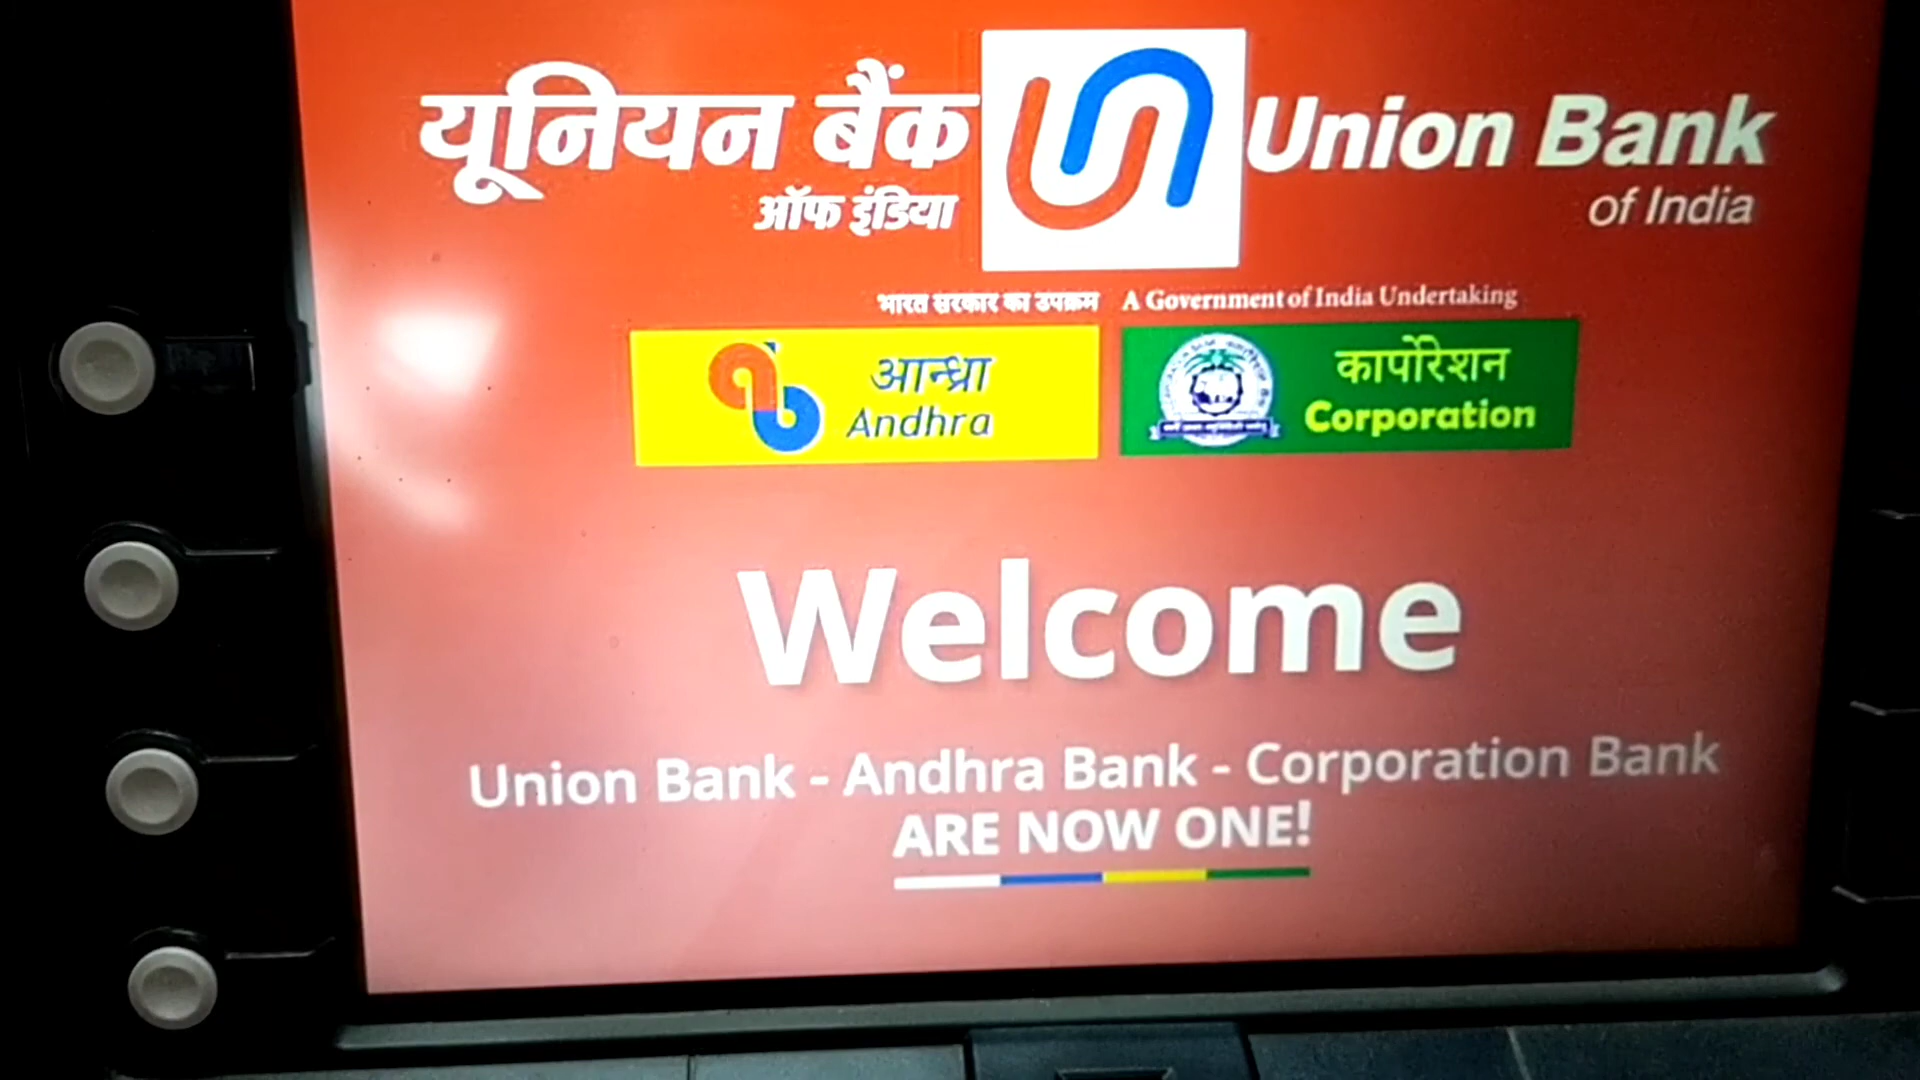 यूनियन बैंक
ऑफ इंडिया
Union Bank
of India
भारत सरकार का उपक्रम A Government of India Undertaking
आन्ध्रा
Andhra
कार्पोरेशन
Corporation
Welcome
Union Bank - Andhra Bank - Corporation Bank
ARE NOW ONE!